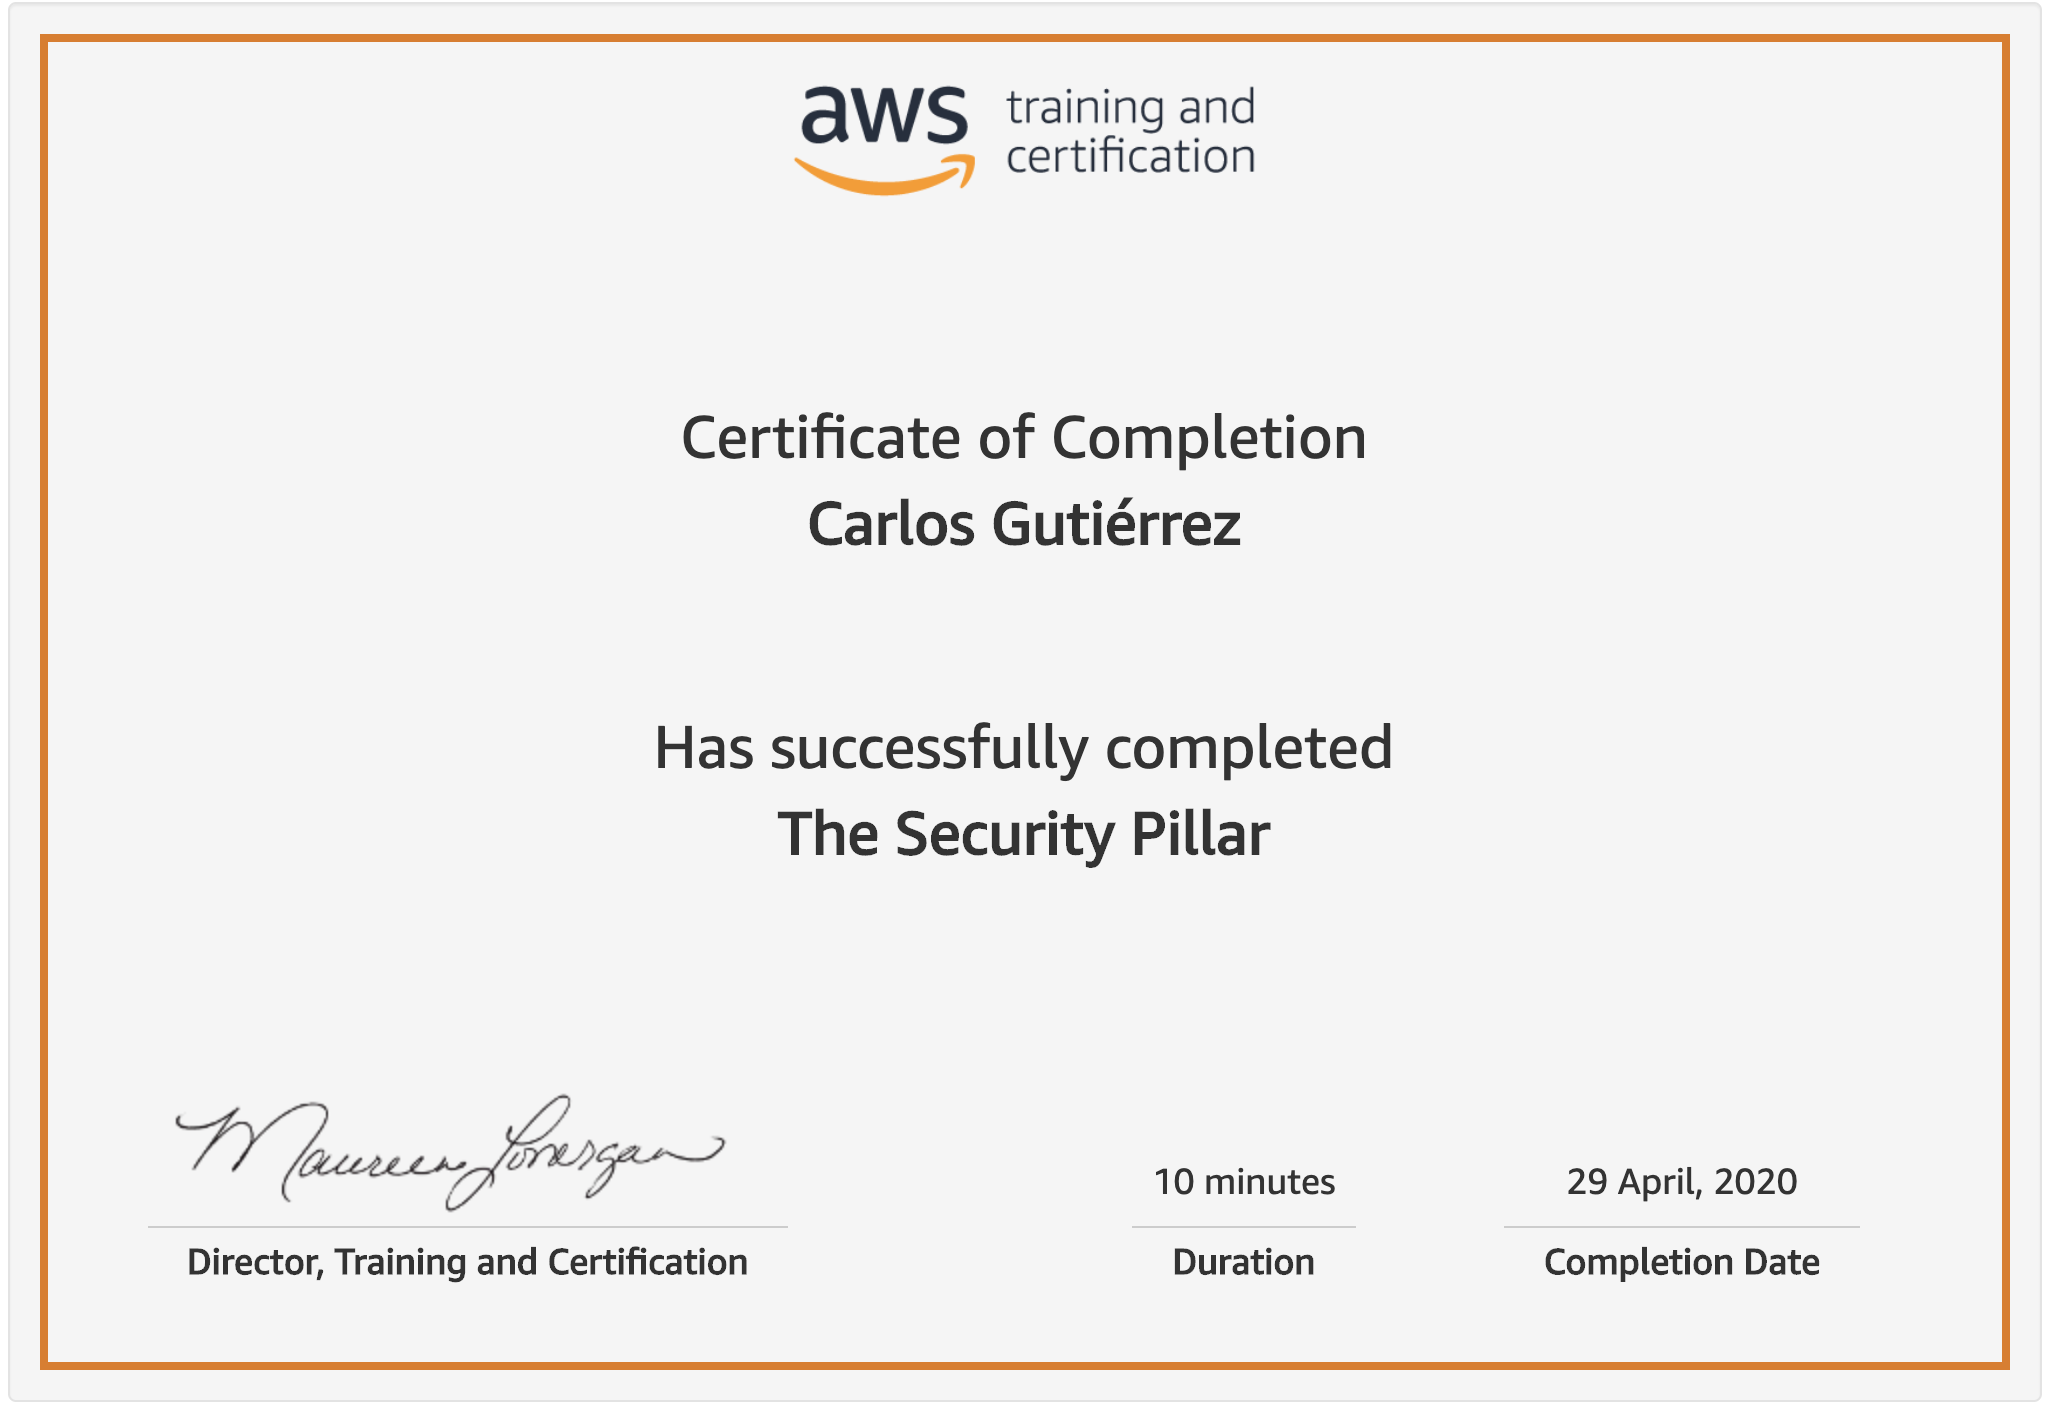 aws training and
certification
Certificate of Completion
Carlos Gutiérrez
Has successfully completed
The Security Pillar
Maureen Lonergan
10 minutes
29 April, 2020
Director, Training and Certification
Duration
Completion Date